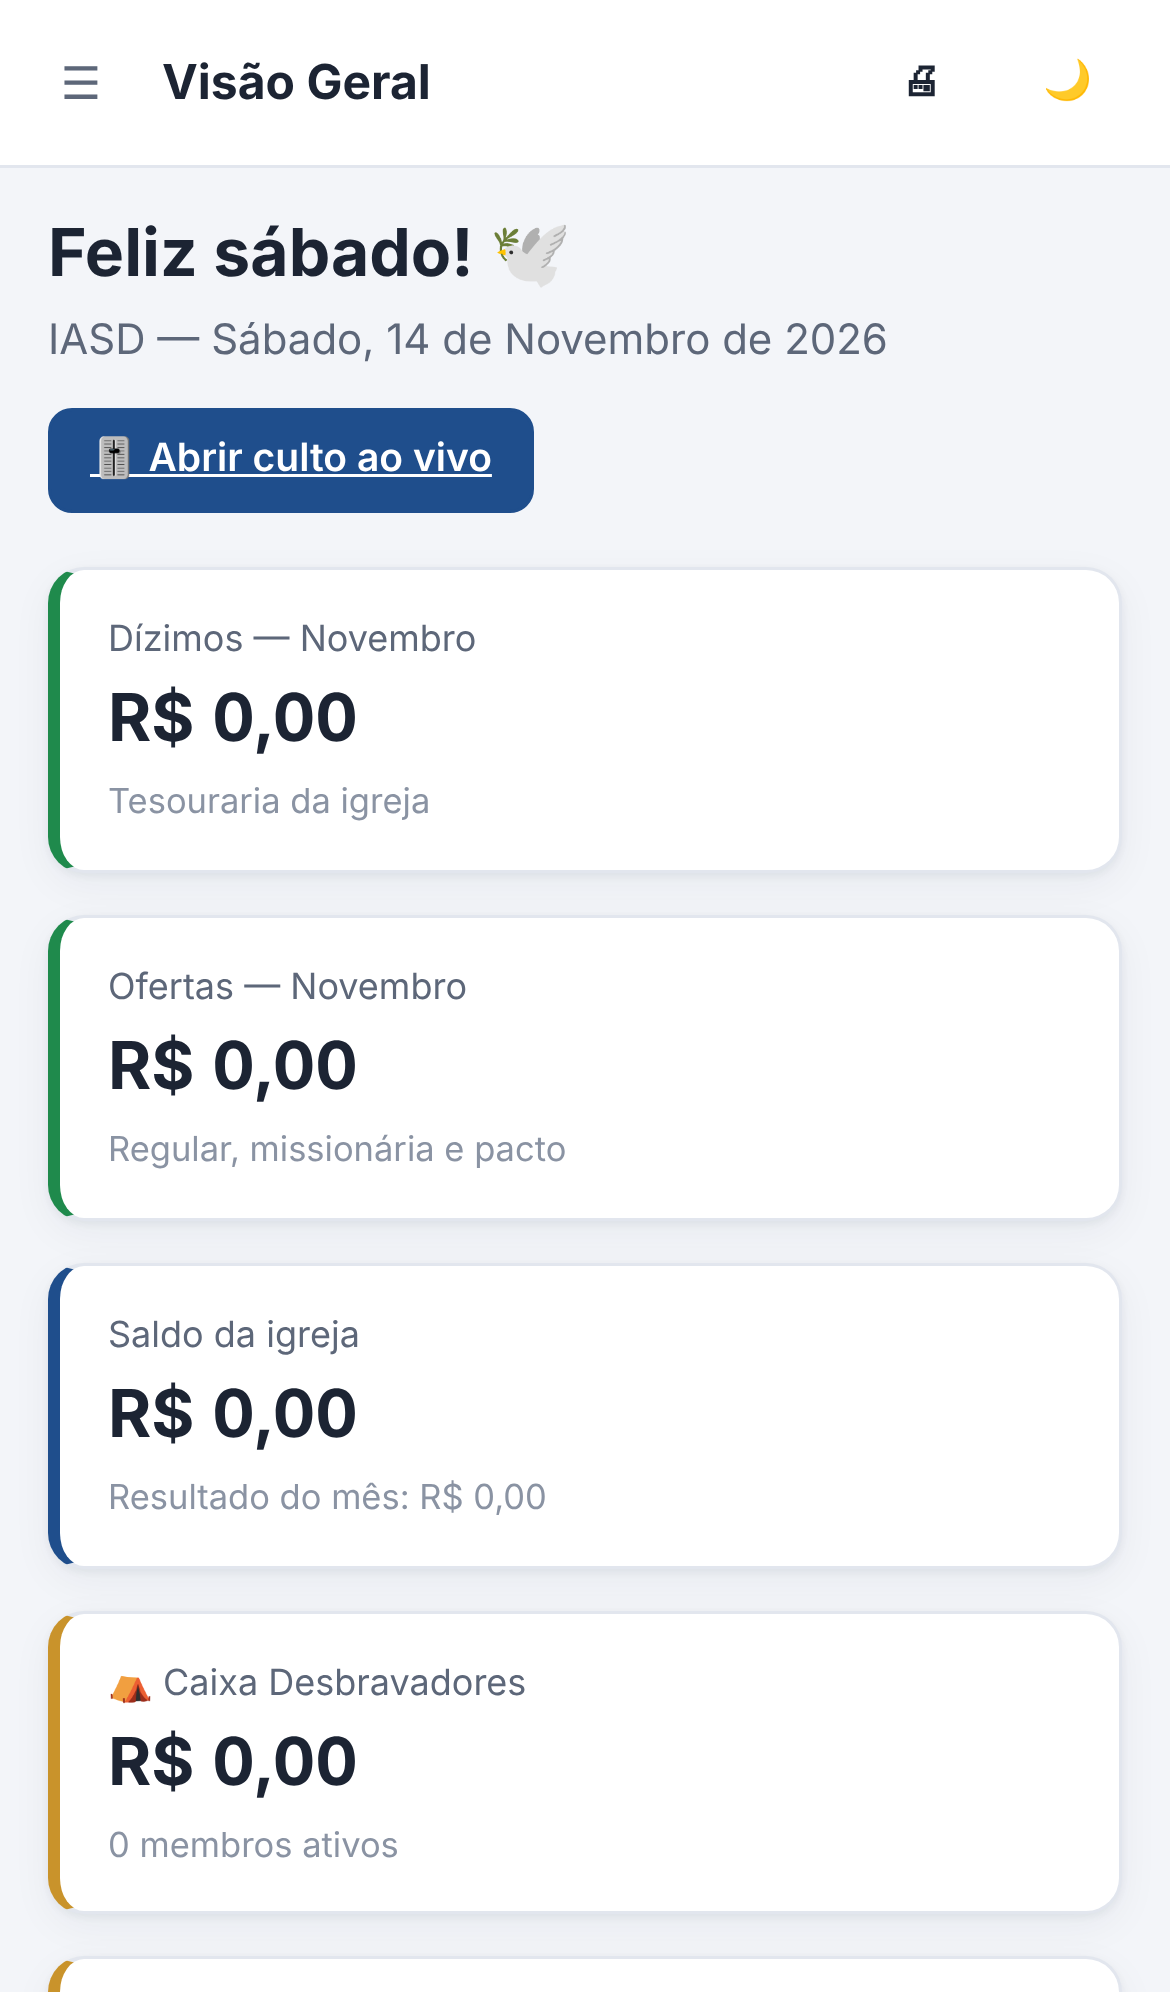 Visão Geral
Feliz sábado!
IASD — Sábado, 14 de Novembro de 2026
Abrir culto ao vivo
Dízimos — Novembro
R$ 0,00
Tesouraria da igreja
Ofertas — Novembro
R$ 0,00
Regular, missionária e pacto
Saldo da igreja
R$ 0,00
Resultado do mês: R$ 0,00
Caixa Desbravadores
R$ 0,00
0 membros ativos